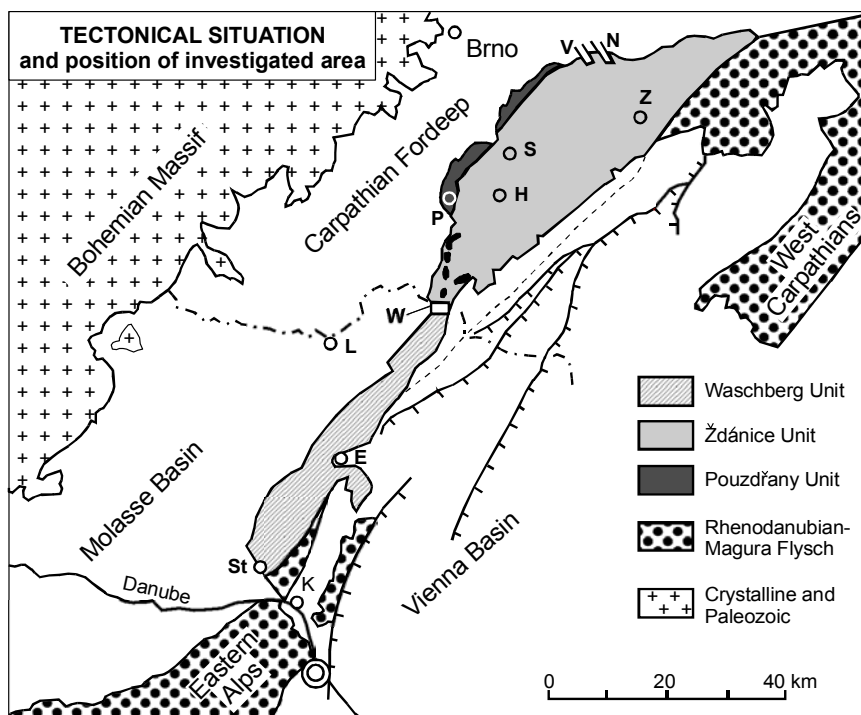 TECTONICAL SITUATION
and position of investigated area
Brno
V
N
Z
S
H
P
Bohemian Massif
Carpathian Fordeep
West
Carpathians
W
L
E
Molasse Basin
Vienna Basin
St
K
Danube
Eastern
Alps
Waschberg Unit
Ždánice Unit
Pouzdřany Unit
Rhenodanubian-
Magura Flysch
Crystalline and
Paleozoic
0
20
40 km